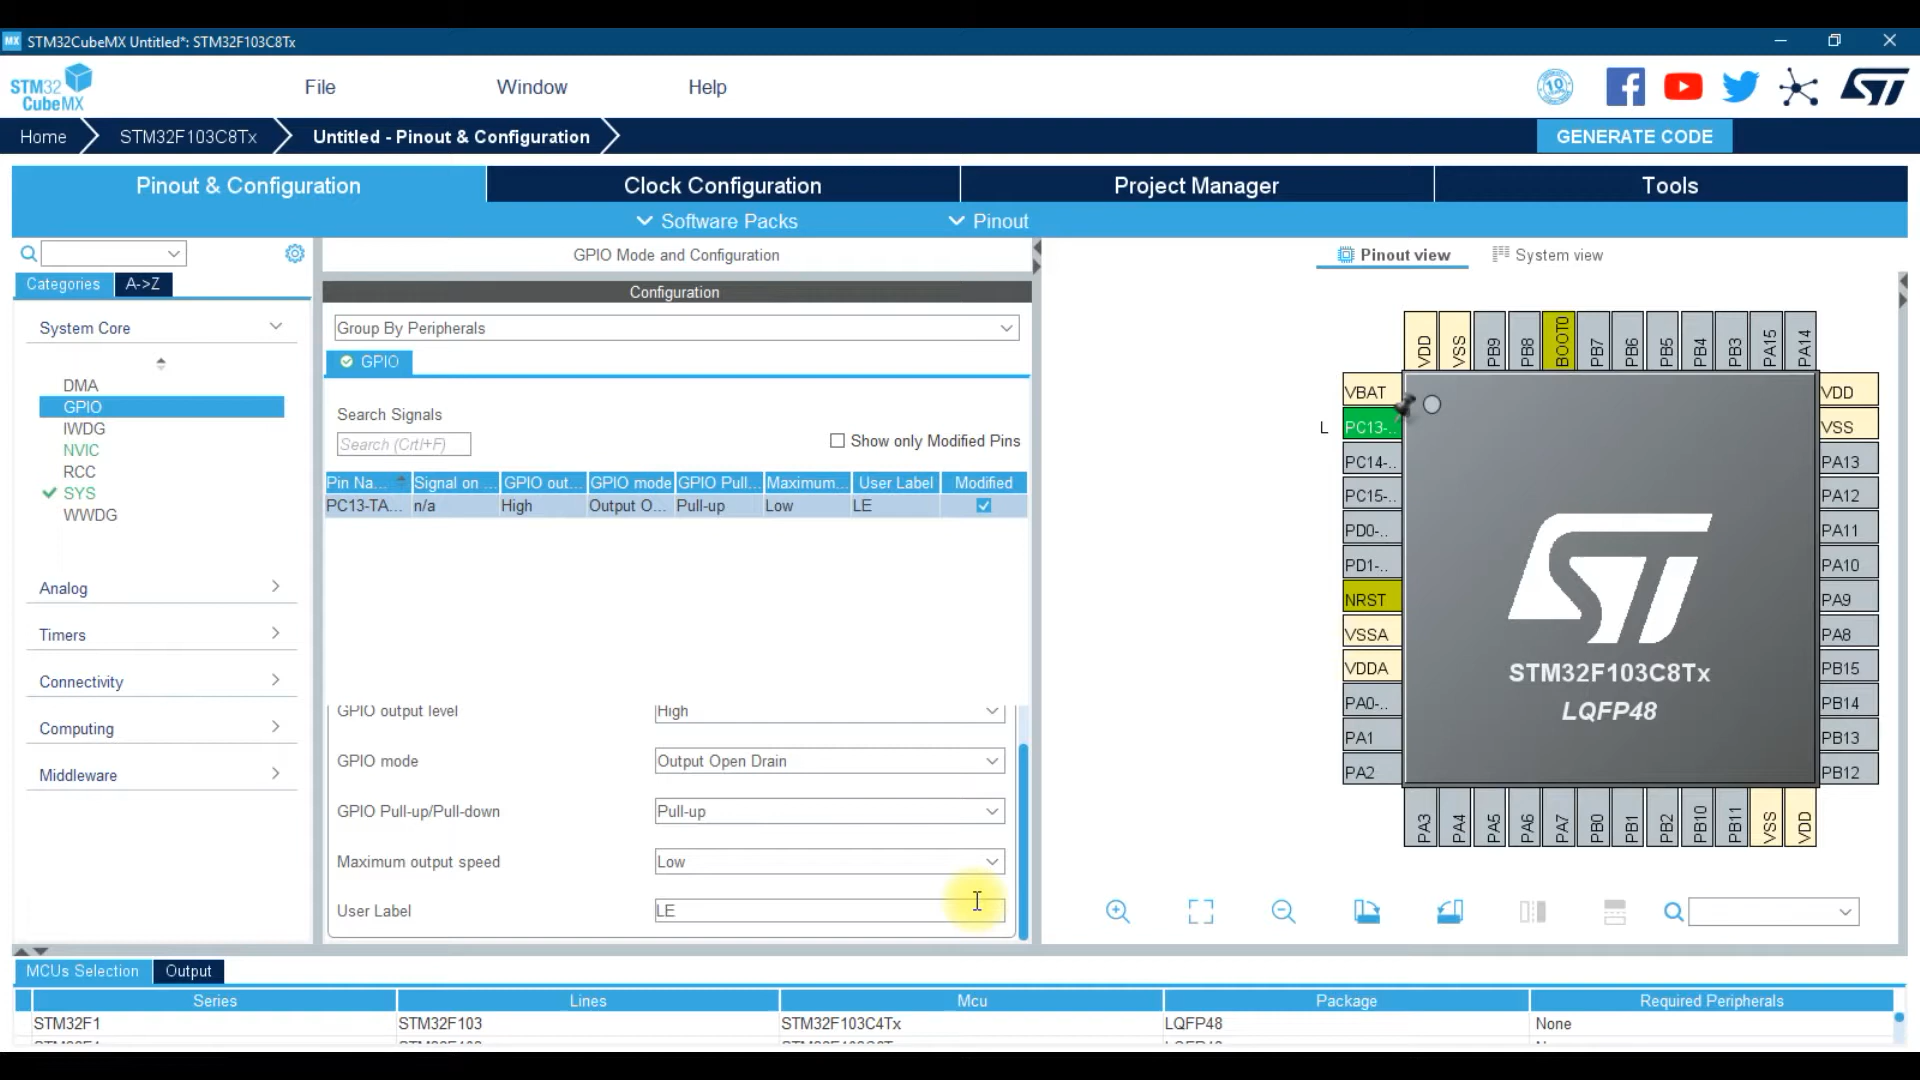 MX STM32CubeMX Untitled*: STM32F103C8Tx
STM32
CubeMX
File
Window
Help
10
Home
STM32F103C8Tx
Untitled - Pinout & Configuration
GENERATE CODE
Pinout & Configuration
Clock Configuration
Project Manager
Tools
Software Packs
Pinout
Categories
A->Z
System Core
DMA
GPIO
IWDG
NVIC
RCC
SYS
WWDG
Analog
Timers
Connectivity
Computing
Middleware
GPIO Mode and Configuration
Configuration
Group By Peripherals
GPIO
Search Signals
Search (Crtl+F)
Show only Modified Pins
Pin Na... Signal on ... GPIO out... GPIO mode GPIO Pull... Maximum... User Label Modified
PC13-TA... n/a High Output O... Pull-up Low LE
GPIO output level High
GPIO mode Output Open Drain
GPIO Pull-up/Pull-down Pull-up
Maximum output speed Low
User Label LE
Pinout view
System view
VDD VSS PB9 PB8 BOOT0 PB7 PB6 PB5 PB4 PB3 PA15 PA14
VBAT
L PC13-..
PC14-..
PC15-..
PD0-..
PD1-..
NRST
VSSA
VDDA
PA0-..
PA1
PA2
ST
STM32F103C8Tx
LQFP48
VDD
VSS
PA13
PA12
PA11
PA10
PA9
PA8
PB15
PB14
PB13
PB12
PA3 PA4 PA5 PA6 PA7 PB0 PB1 PB2 PB10 PB11 VSS VDD
MCUs Selection
Output
Series Lines Mcu Package Required Peripherals
STM32F1 STM32F103 STM32F103C4Tx LQFP48 None